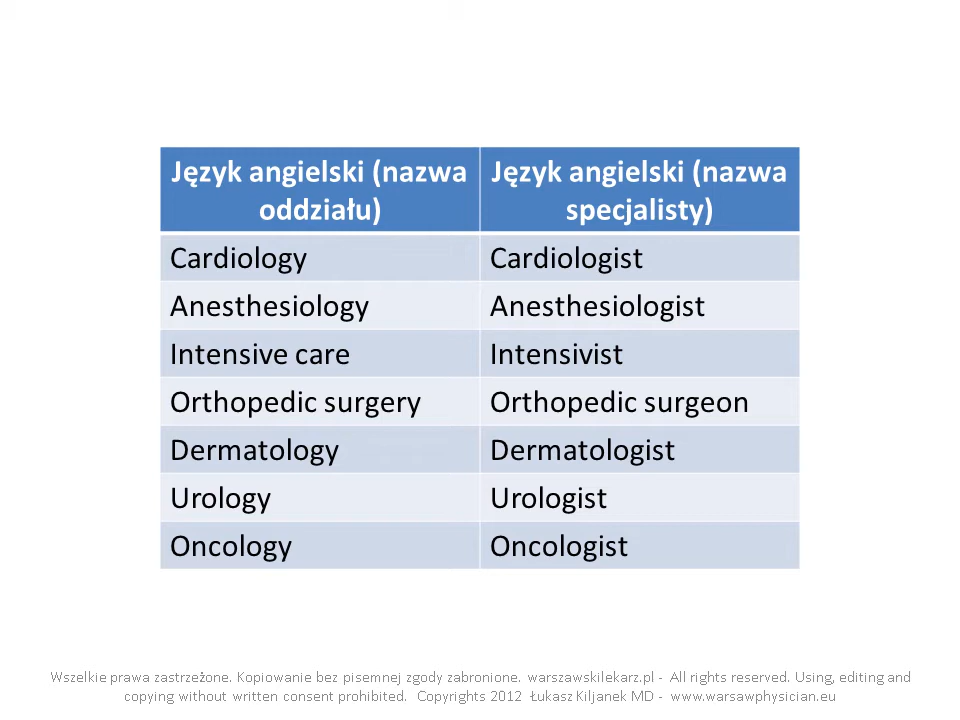 Język angielski (nazwa oddziału) Język angielski (nazwa specjalisty)
Cardiology Cardiologist
Anesthesiology Anesthesiologist
Intensive care Intensivist
Orthopedic surgery Orthopedic surgeon
Dermatology Dermatologist
Urology Urologist
Oncology Oncologist
Wszelkie prawa zastrzeżone. Kopiowanie bez pisemnej zgody zabronione. warszawskilekarz.pl - All rights reserved. Using, editing and
copying without written consent prohibited. Copyrights 2012 Łukasz Kiljanek MD - www.warsawphysician.eu